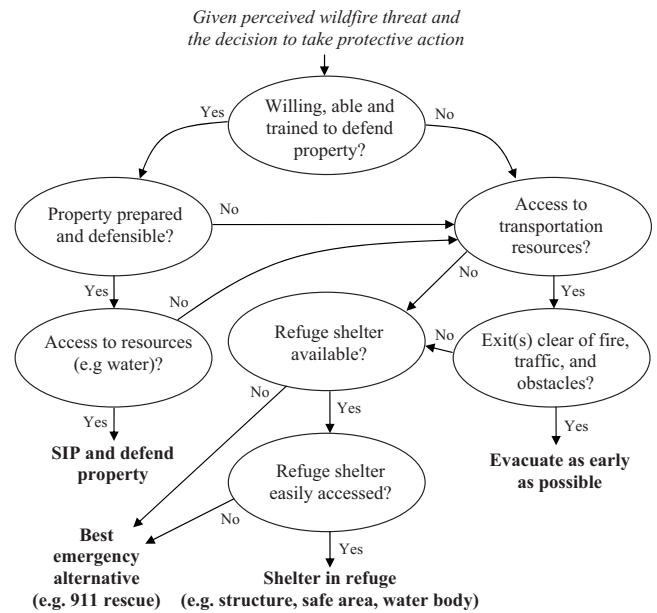 Given perceived wildfire threat and
the decision to take protective action
Willing, able and
trained to defend
property?
Yes
No
Property prepared
and defensible?
No
Access to
transportation
resources?
Yes
No
No
Yes
Access to resources
(e.g water)?
Refuge shelter
available?
No
Exit(s) clear of fire,
traffic, and
obstacles?
Yes
No
Yes
Yes
SIP and defend
property
Refuge shelter
easily accessed?
Evacuate as early
as possible
No
Yes
Best
emergency
alternative
(e.g. 911 rescue)
Shelter in refuge
(e.g. structure, safe area, water body)